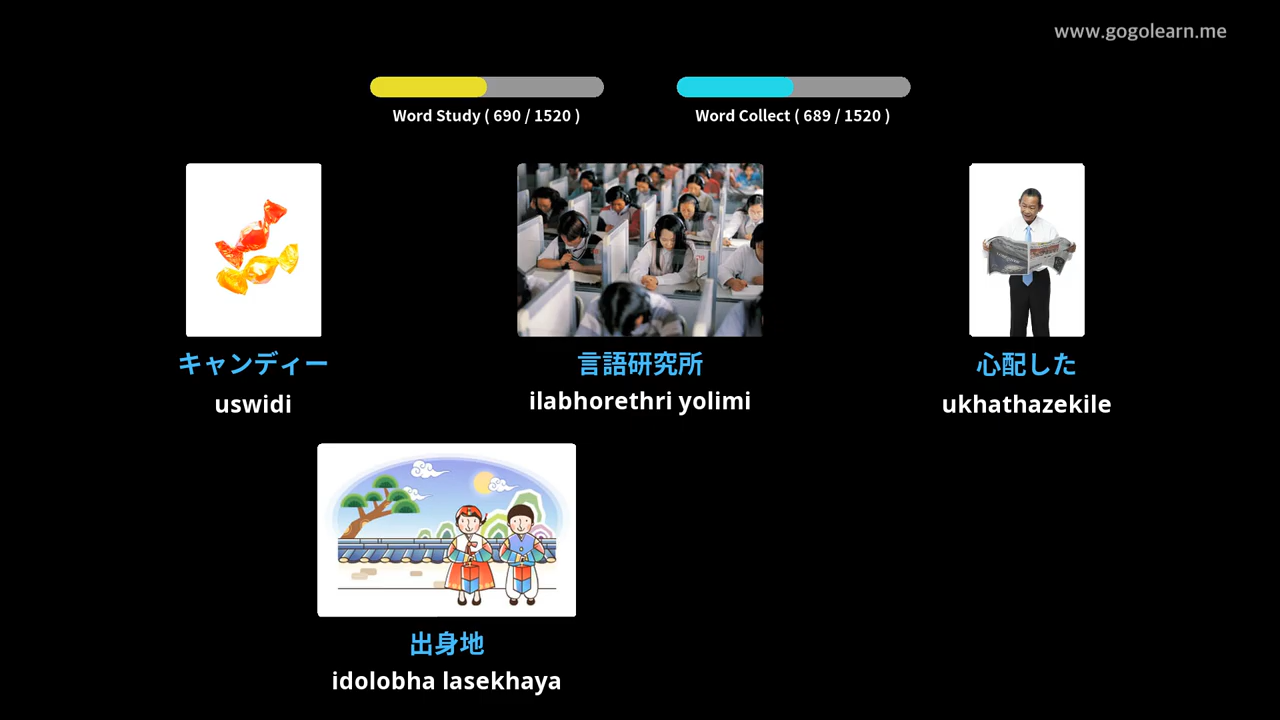 www.gogolearn.me
Word Study ( 690 / 1520 )
Word Collect ( 689 / 1520 )
キャンディー
uswidi
言語研究所
ilabhorethri yolimi
心配した
ukhathazekile
出身地
idolobha lasekhaya